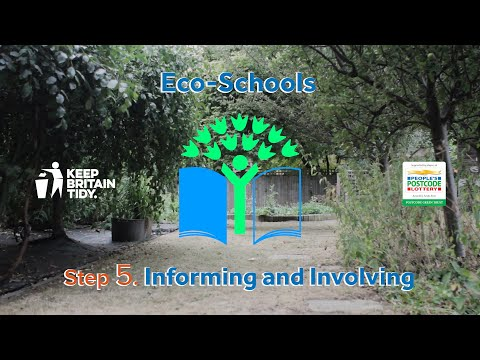 Eco-Schools
KEEP
BRITAIN
TIDY.
PEOPLE'S
POSTCODE
LOTTERY
Step 5. Informing and Involving